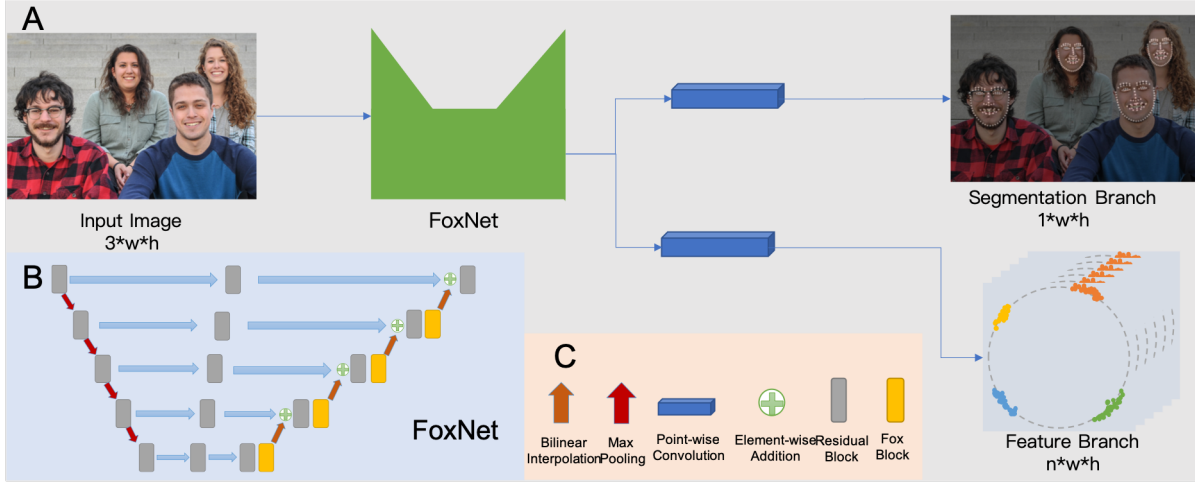 A
Input Image
3*w*h
FoxNet
Segmentation Branch
1*w*h
B
FoxNet
C
Bilinear
Interpolation
Max
Pooling
Point-wise
Convolution
Element-wise
Addition
Residual
Block
Fox
Block
Feature Branch
n*w*h